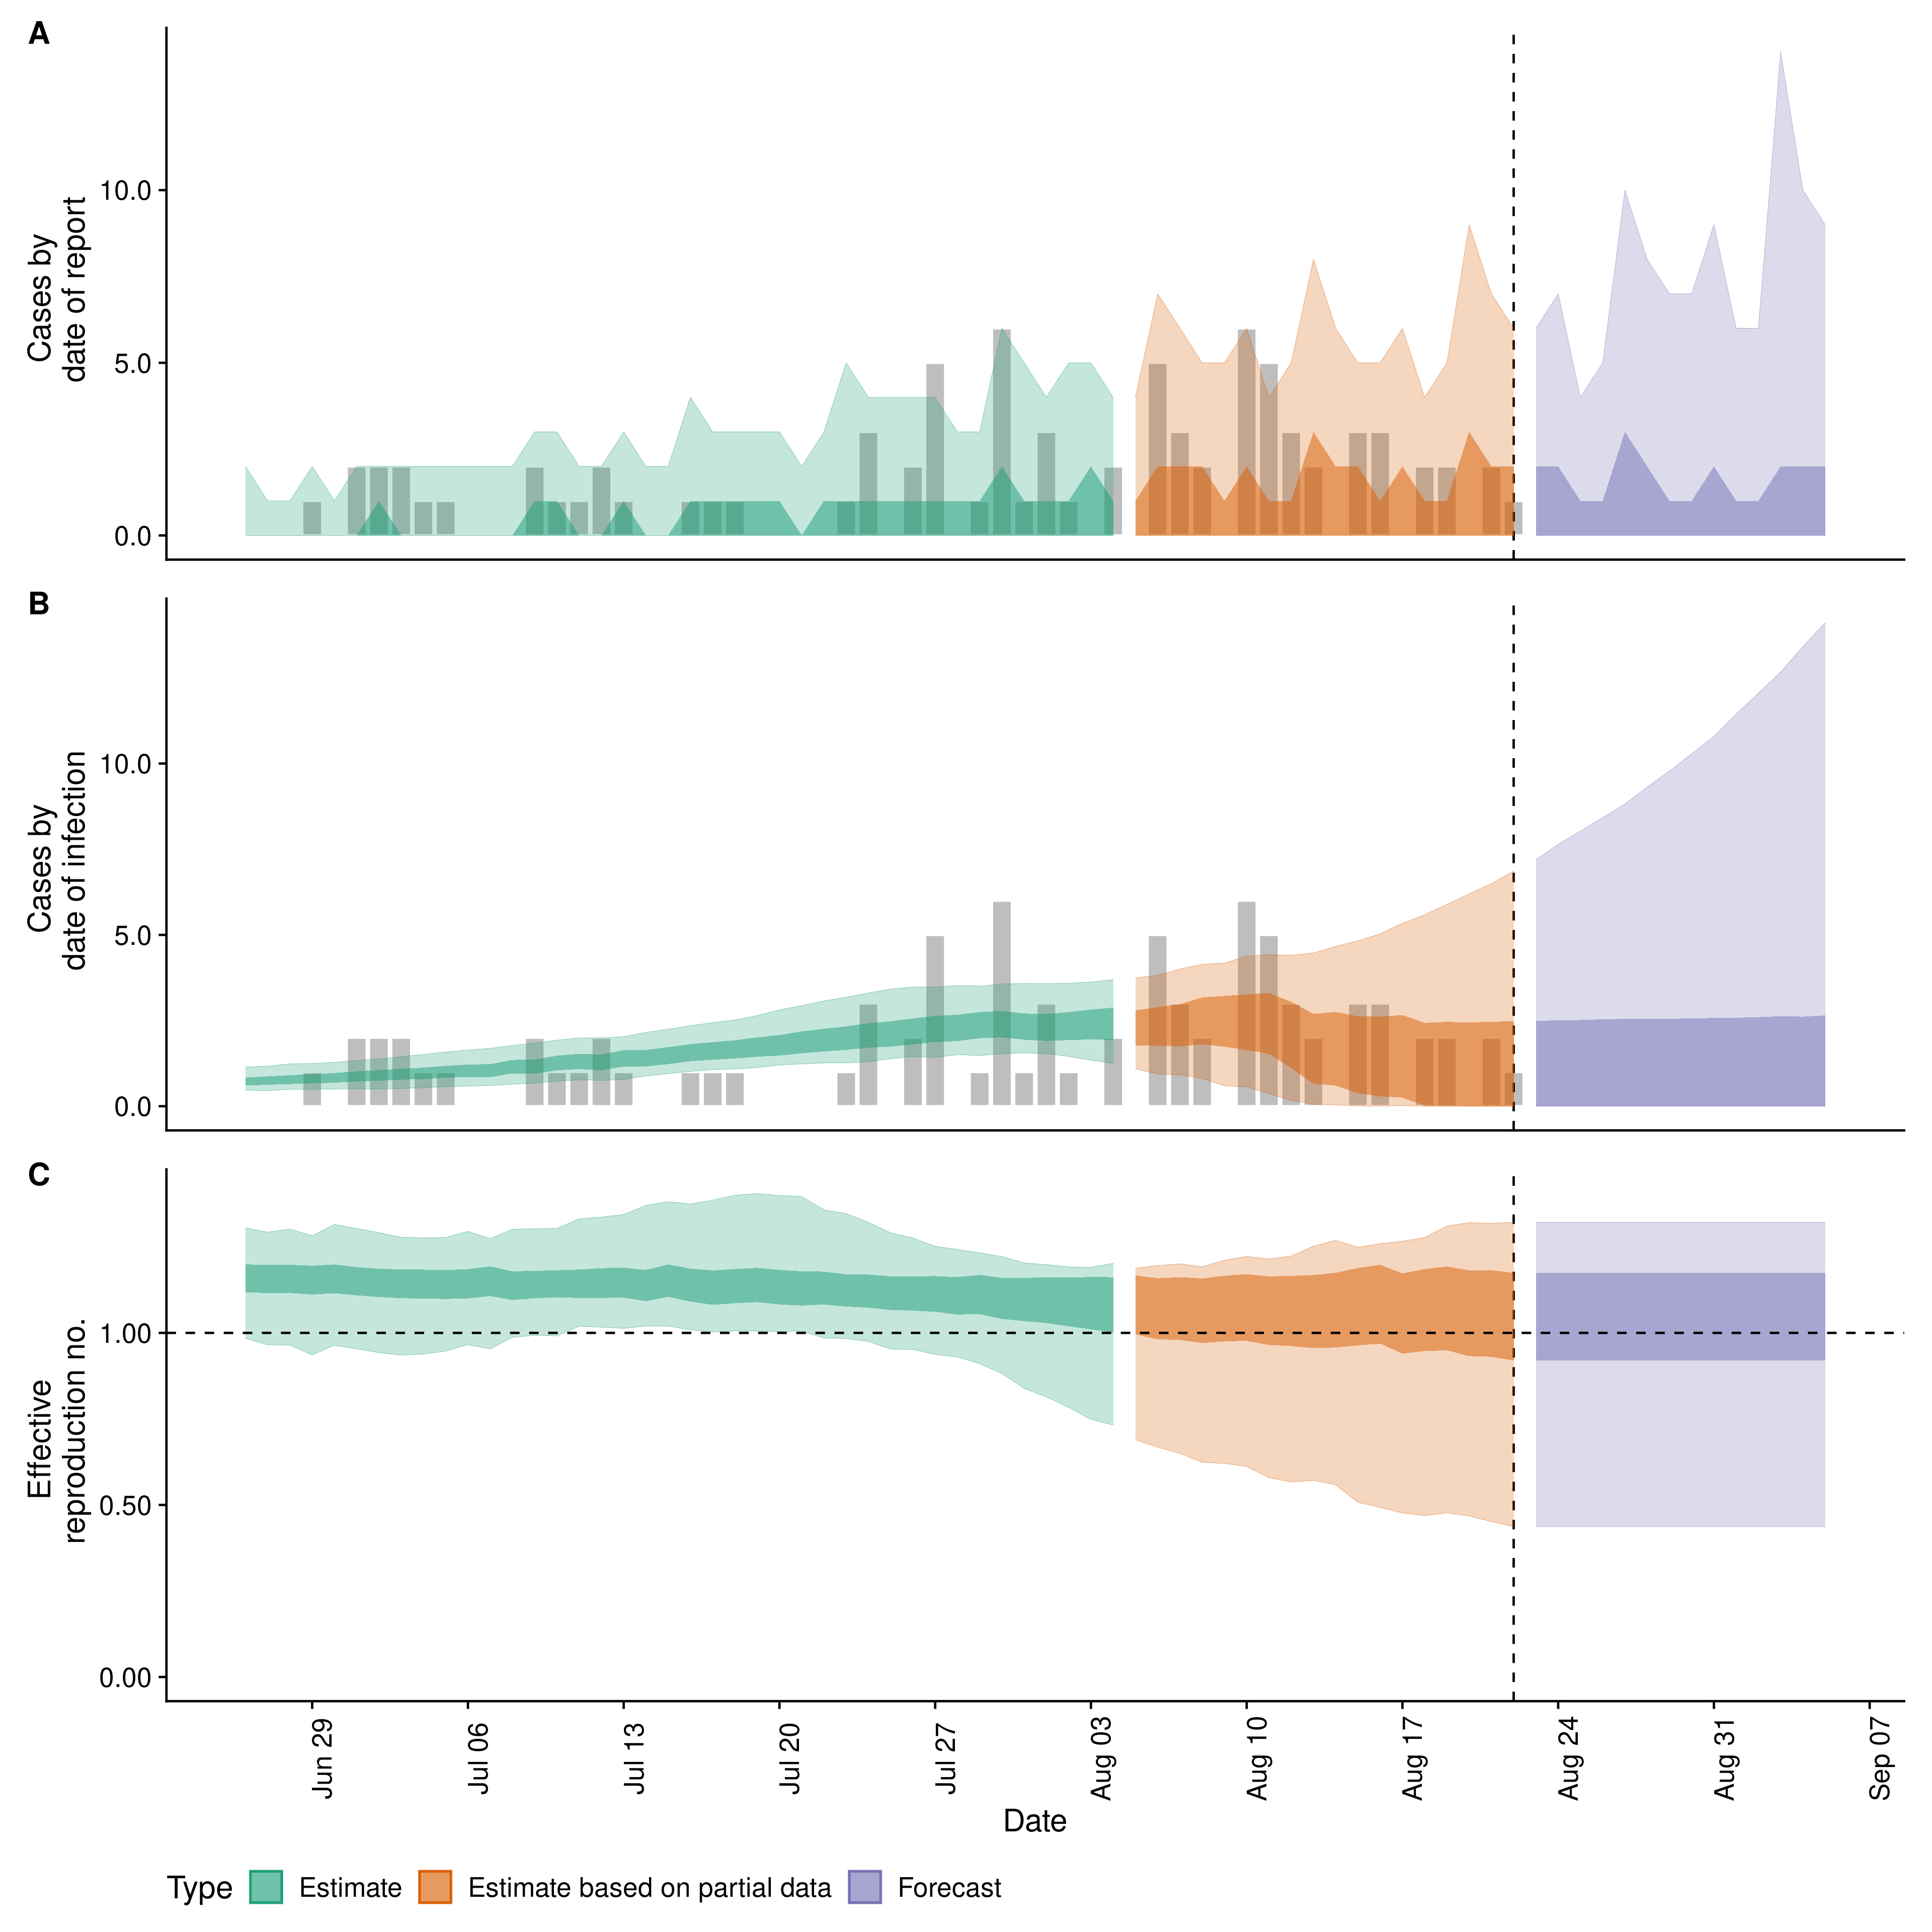 A
Cases by
date of report
10.0
5.0
0.0
B
Cases by
date of infection
10.0
5.0
0.0
C
Effective
reproduction no.
1.00
0.50
0.00
Jun 29
Jul 06
Jul 13
Jul 20
Jul 27
Aug 03
Aug 10
Aug 17
Aug 24
Aug 31
Sep 07
Date
Type Estimate Estimate based on partial data Forecast